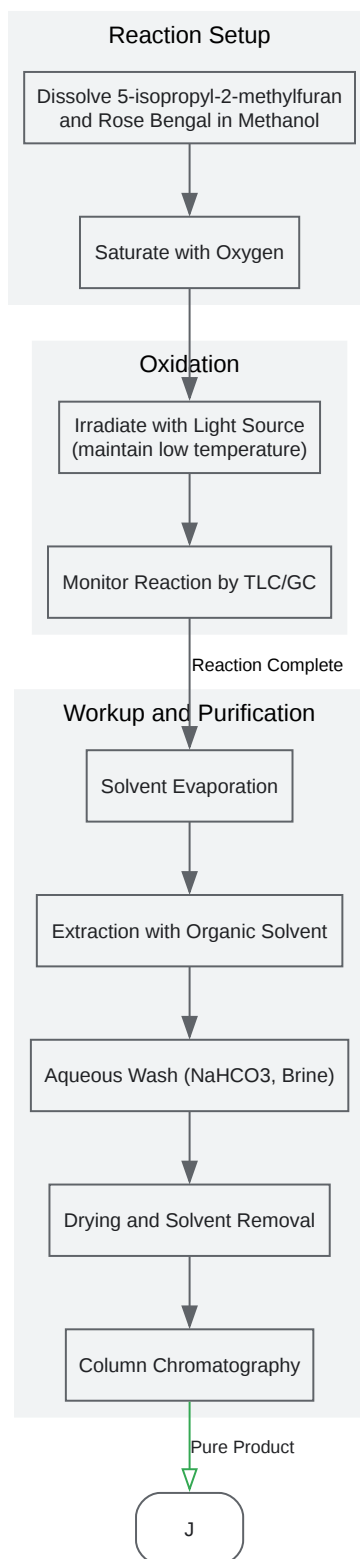 Reaction Setup
Dissolve 5-isopropyl-2-methylfuran
and Rose Bengal in Methanol
Saturate with Oxygen
Oxidation
Irradiate with Light Source
(maintain low temperature)
Monitor Reaction by TLC/GC
Reaction Complete
Workup and Purification
Solvent Evaporation
Extraction with Organic Solvent
Aqueous Wash (NaHCO3, Brine)
Drying and Solvent Removal
Column Chromatography
Pure Product
J